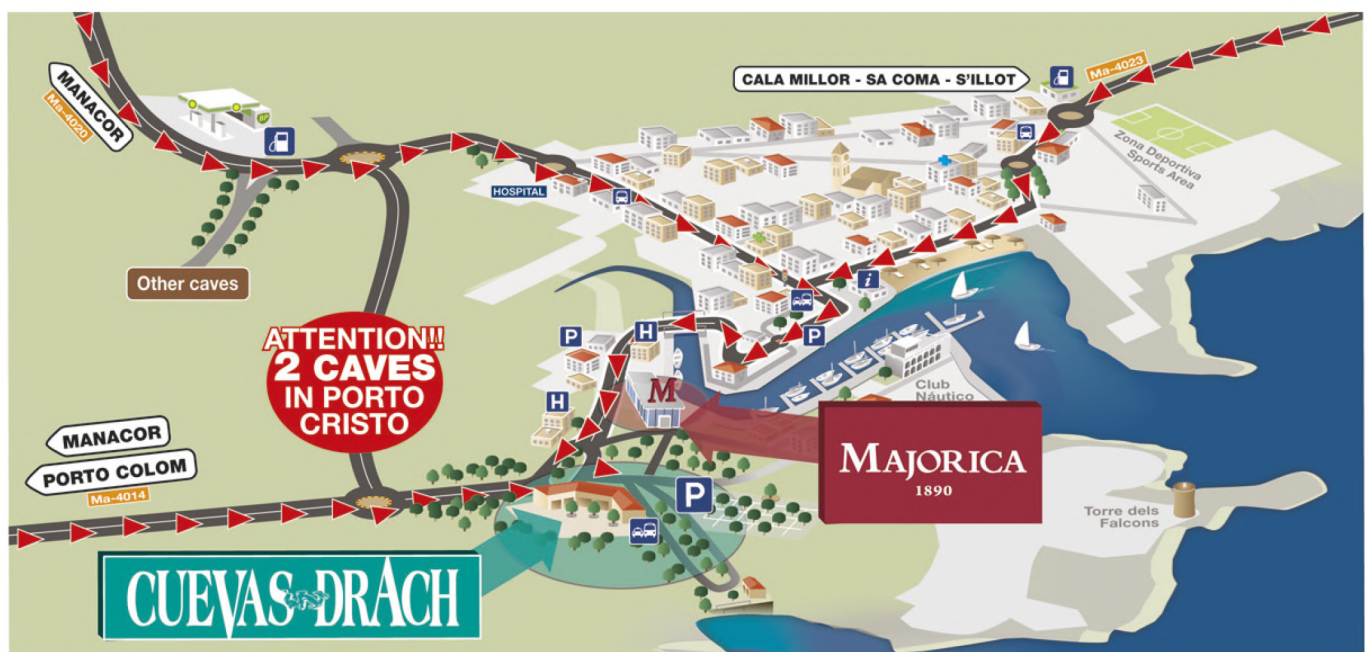 MANACOR
Ma-4020
BP
CALA MILLOR - SA COMA - S'ILLOT
Ma-4023
Zona Deportiva
Sports Area
HOSPITAL
i
Other caves
ATTENTION!!
2 CAVES
IN PORTO
CRISTO
P
H
P
H
M
Club
Náutico
MAJORICA
1890
MANACOR
PORTO COLOM
Ma-4014
P
Torre dels
Falcons
CUEVAS DRACH